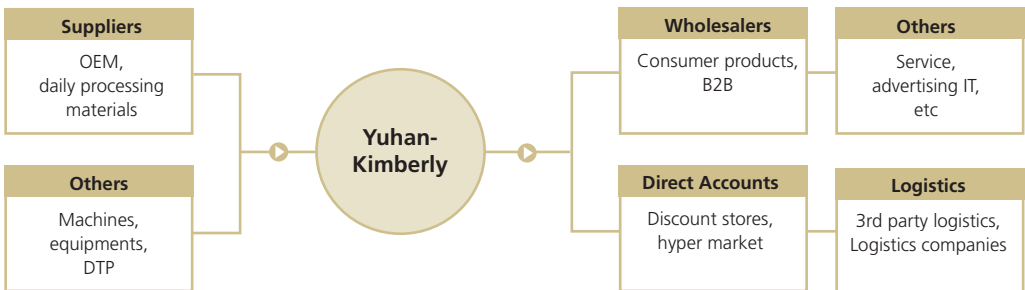 Suppliers
OEM,
daily processing
materials
Others
Machines,
equipments,
DTP
Yuhan-
Kimberly
Wholesalers
Consumer products,
B2B
Others
Service,
advertising IT,
etc
Direct Accounts
Discount stores,
hyper market
Logistics
3rd party logistics,
Logistics companies